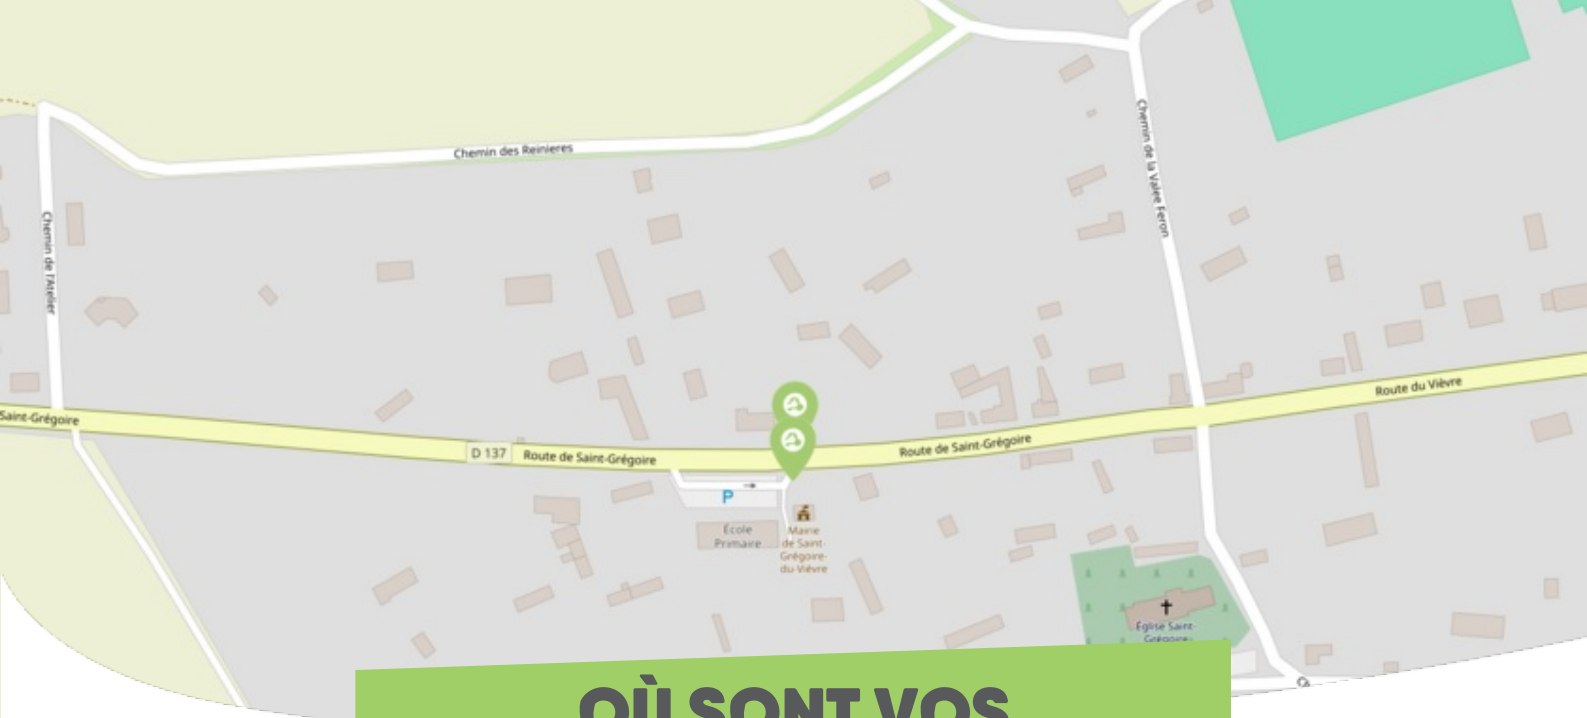 Chemin des Reinieres
Chemin de la Valee Feron
Chemin de l'Atelier
Route du Vièvre
Saint-Grégoire
D 137
Route de Saint-Grégoire
Route de Saint-Grégoire
P
École
Primaire
Mairie
de Saint-
Grégoire-
du-Vièvre
Église Saint-
Grégoire
OÙ SONT VOS